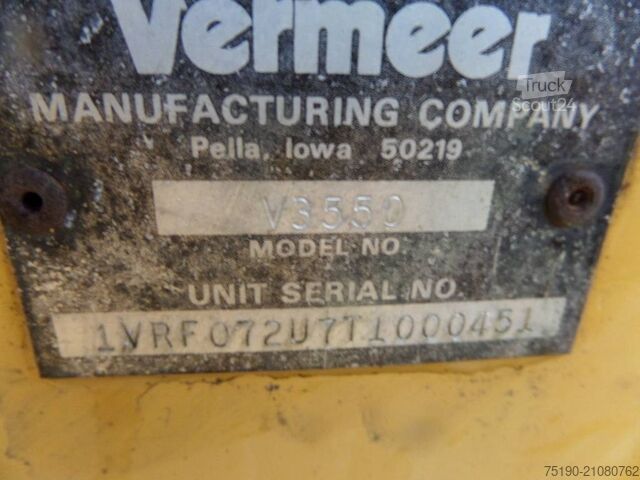 Vermeer
Truck
Scout24
MANUFACTURING COMPANY
Pella, Iowa 50219
V3550
MODEL NO.
UNIT SERIAL NO.
1VRF072U7T1000451
75190-21080762